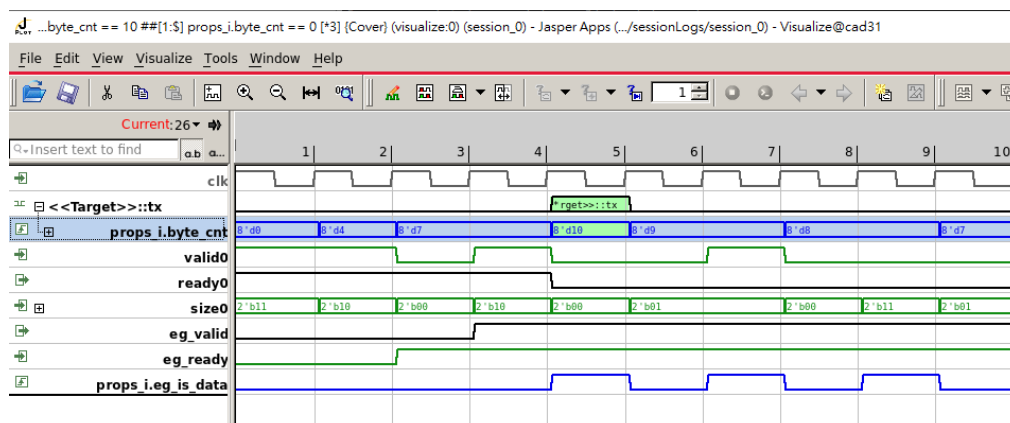 ...byte_cnt == 10 ##[1:$] props_i.byte_cnt == 0 [*3] {Cover} (visualize:0) (session_0) - Jasper Apps (.../sessionLogs/session_0) - Visualize@cad31
File Edit View Visualize Tools Window Help
1
Current:26
Insert text to find a.b a...
1 2 3 4 5 6 7 8 9 10
clk
<<Target>>::tx *rget>>::tx
props_i.byte_cnt 8'd0 8'd4 8'd7 8'd10 8'd9 8'd8 8'd7
valid0
ready0
size0 2'b11 2'b10 2'b00 2'b10 2'b00 2'b01 2'b00 2'b11 2'b01
eg_valid
eg_ready
props_i.eg_is_data